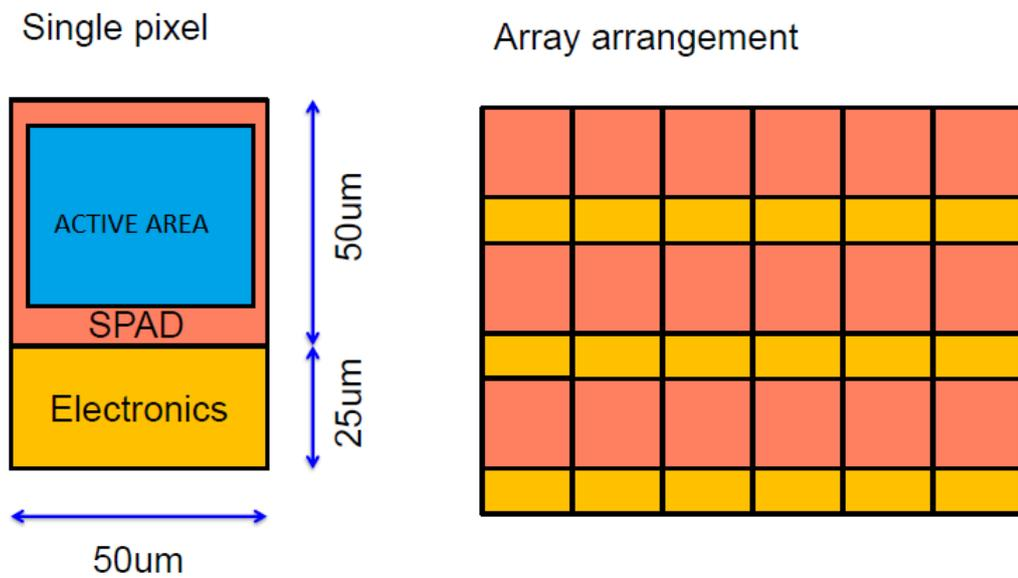 Single pixel
Array arrangement
ACTIVE AREA
SPAD
Electronics
50um
25um
50um